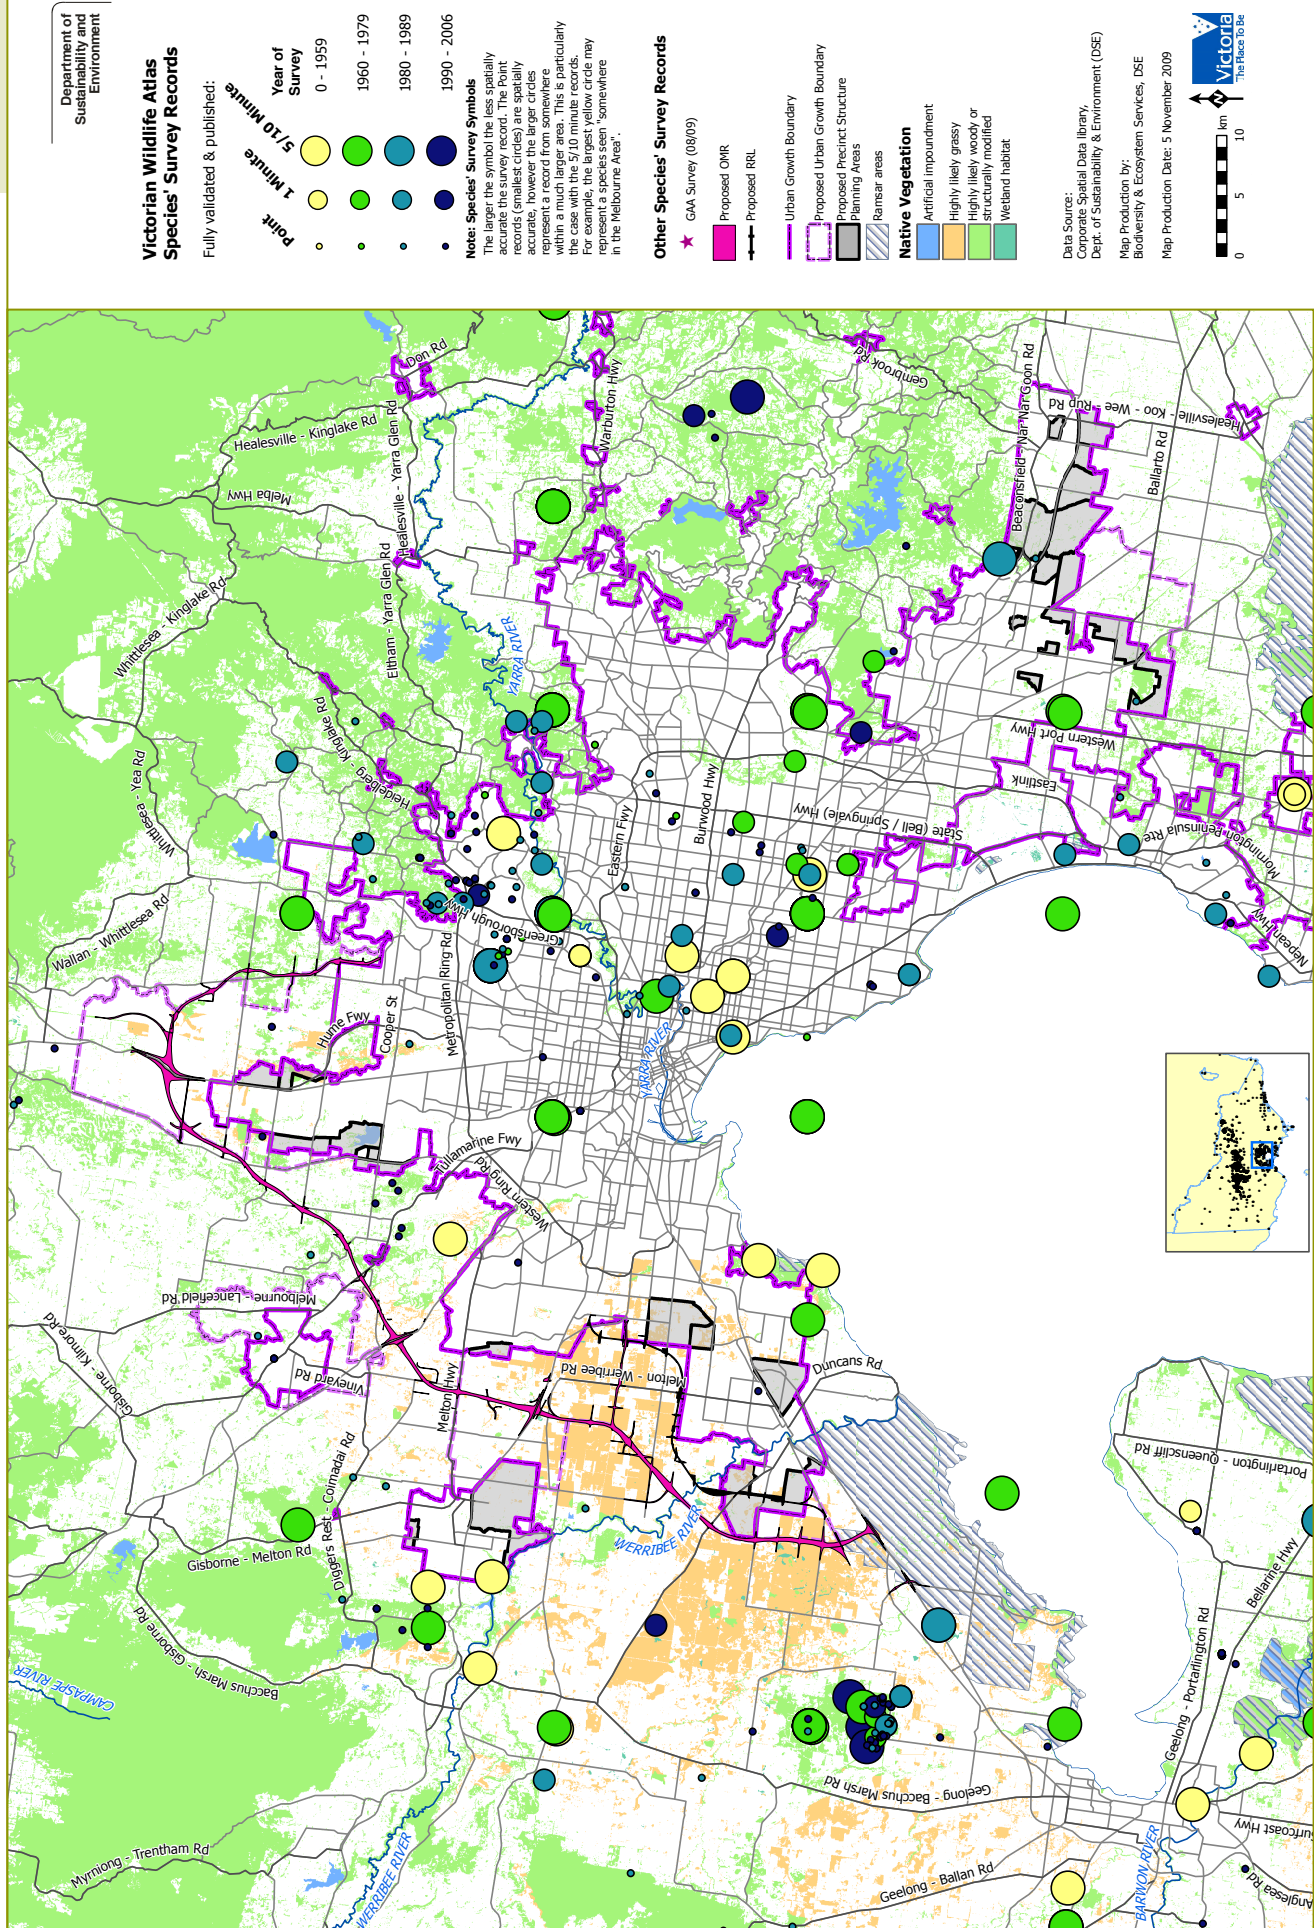 Department of
Sustainability and
Environment
Victorian Wildlife Atlas
Species' Survey Records
Fully validated & published:
Point
1 Minute
5/10 Minute
Year of
Survey
0 - 1959
1960 - 1979
1980 - 1989
1990 - 2006
Note: Species' Survey Symbols
The larger the symbol the less spatially
accurate the survey record. The Point
records (smallest circles) are spatially
accurate, however the larger circles
represent a record from somewhere
within a much larger area. This is particularly
the case with the 5/10 minute records.
For example, the largest yellow circle may
represent a species seen "somewhere
in the Melbourne Area".
Other Species' Survey Records
GAA Survey (08/09)
Proposed OMR
Proposed RRL
Urban Growth Boundary
Proposed Urban Growth Boundary
Proposed Precinct Structure
Planning Areas
Ramsar areas
Native Vegetation
Artificial impoundment
Highly likely grassy
Highly likely woody or
structurally modified
Wetland habitat
Data Source:
Corporate Spatial Data library,
Dept. of Sustainability & Environment (DSE)
Map Production by:
Biodiversity & Ecosystem Services, DSE
Map Production Date: 5 November 2009
0 5 10
km
N
Victoria
The Place To Be
Don Rd
Healesville - Kinglake Rd
Melba Hwy
Healesville - Yarra Glen Rd
Eltham - Yarra Glen Rd
Warburton Hwy
Gembrook Rd
Beaconsfield - Nar Nar Goon Rd
Healesville - Koo - Wee - Rup Rd
Ballarto Rd
Whittlesea - Kinglake Rd
YARRA RIVER
Heidelberg - Kinglake Rd
Whittlesea - Yea Rd
Wallan - Whittlesea Rd
Greensborough Hwy
Eastern Fwy
Burwood Hwy
State (Bell / Springvale) Hwy
Eastlink
Western Port Hwy
Mornington Peninsula Rte
Nepean Hwy
Metropolitan Ring Rd
Cooper St
Hume Fwy
YARRA RIVER
Tullamarine Fwy
Western Ring Rd
Melbourne - Lancefield Rd
Gisborne - Kilmore Rd
Vineyard Rd
Melton Hwy
Melton - Werribee Rd
Duncans Rd
Diggers Rest - Coimadai Rd
Gisborne - Melton Rd
WERRIBEE RIVER
Bacchus Marsh - Gisborne Rd
CAMPASPE RIVER
Myrniong - Trentham Rd
WERRIBEE RIVER
Geelong - Bacchus Marsh Rd
Geelong - Ballan Rd
Portarlington - Queenscliff Rd
Geelong - Portarlington Rd
Bellarine Hwy
BARWON RIVER
urfcoast Hwy
Anglesea Rd